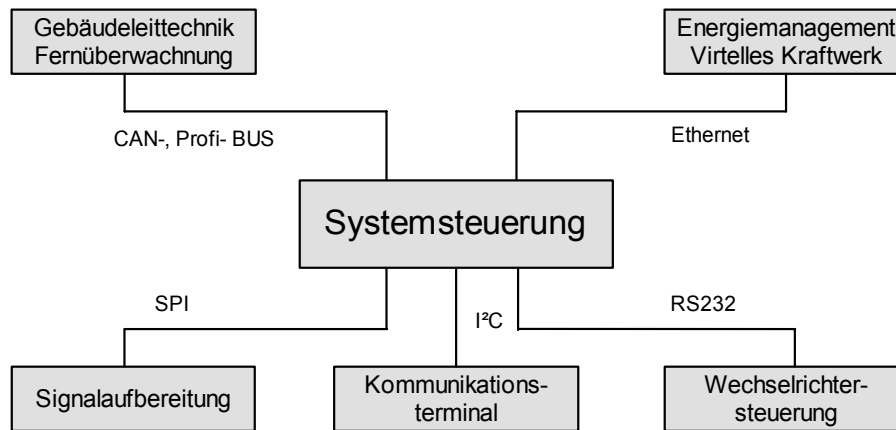 Gebäudeleittechnik
Fernüberwachnung
Energiemanagement
Virtelles Kraftwerk
CAN-, Profi- BUS
Ethernet
Systemsteuerung
SPI
I²C
RS232
Signalaufbereitung
Kommunikations-
terminal
Wechselrichter-
steuerung